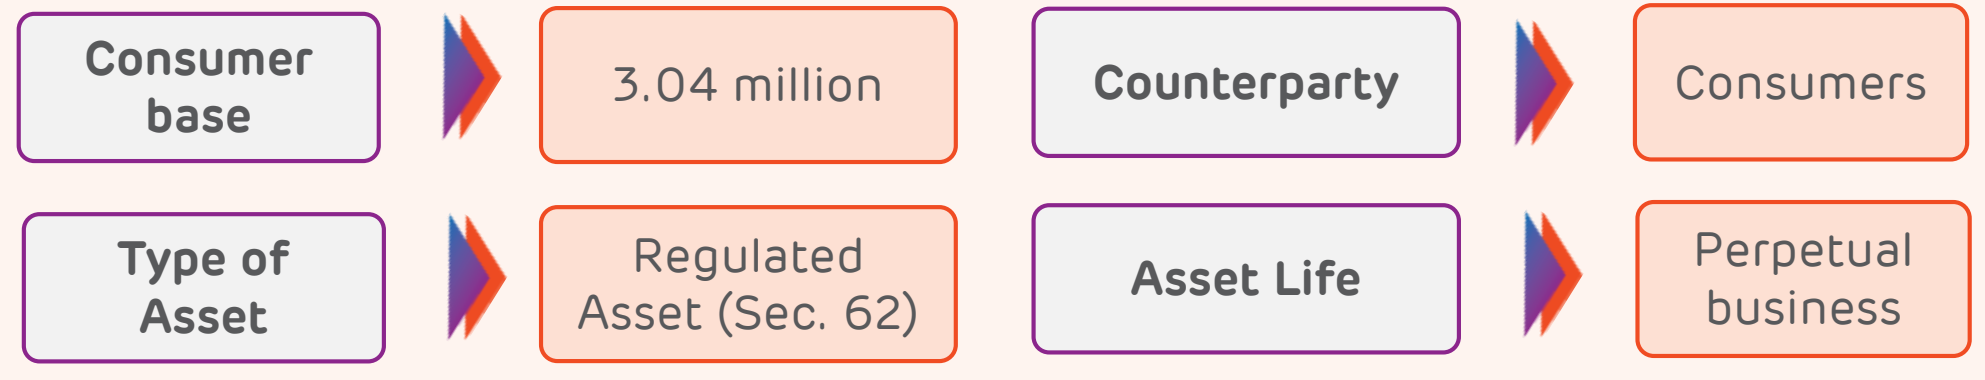 Consumer
base
3.04 million
Counterparty
Consumers
Type of
Asset
Regulated
Asset (Sec. 62)
Asset Life
Perpetual
business